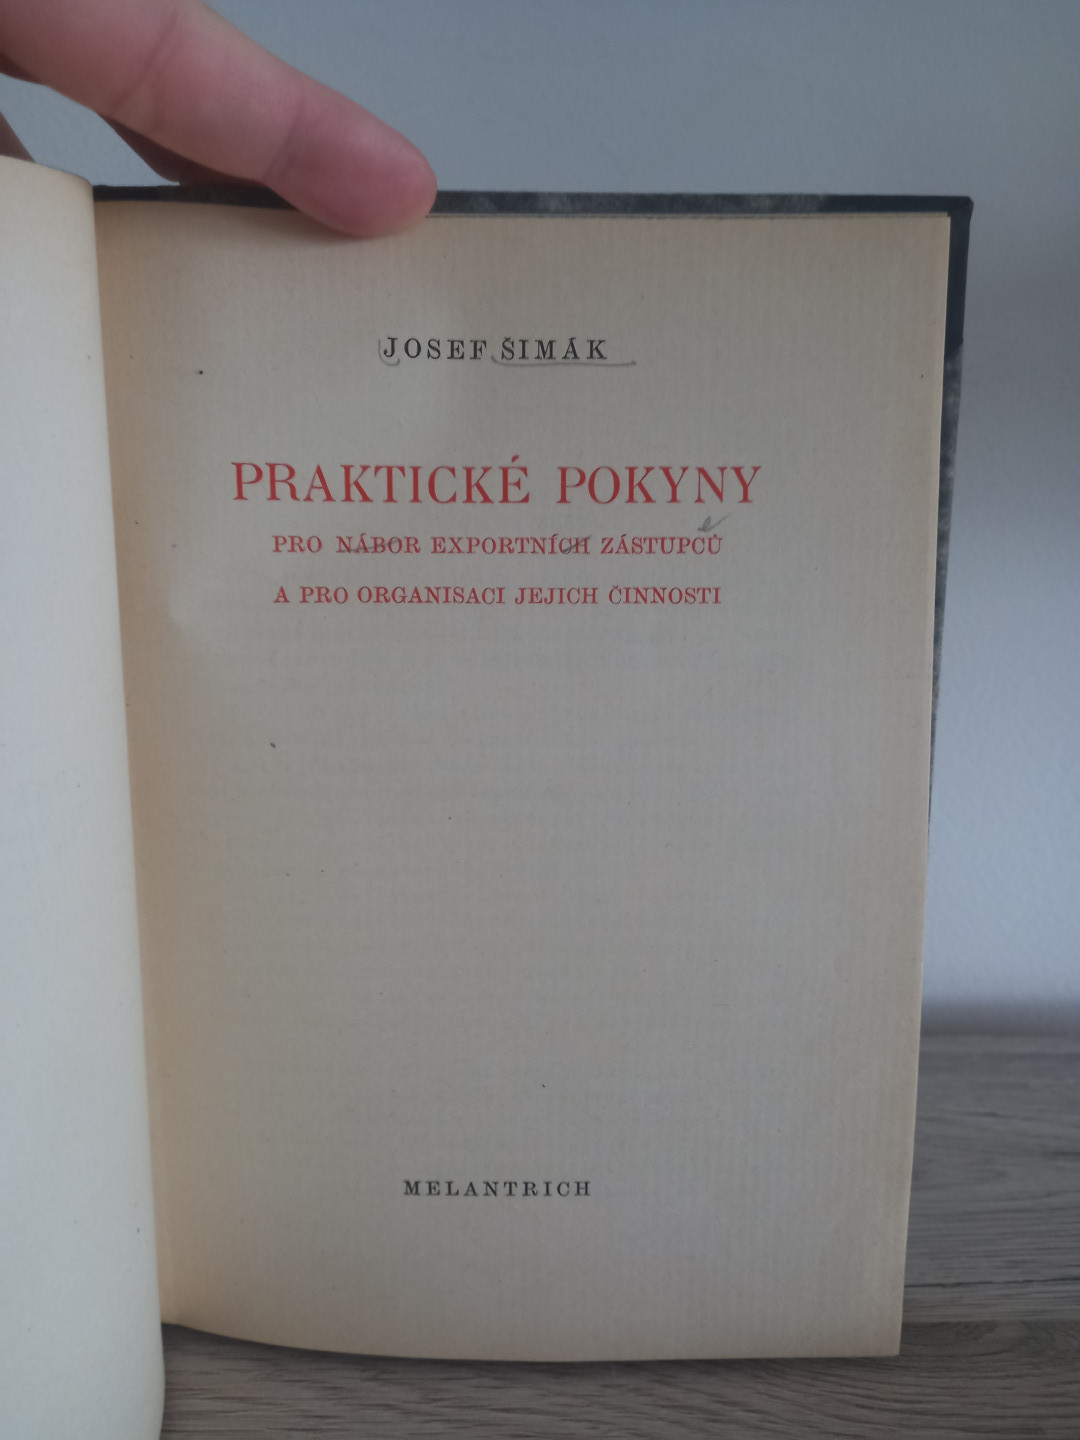 JOSEF ŠIMÁK
PRAKTICKÉ POKYNY
PRO NÁBOR EXPORTNÍCH ZÁSTUPCŮ
A PRO ORGANISACI JEJICH ČINNOSTI
MELANTRICH